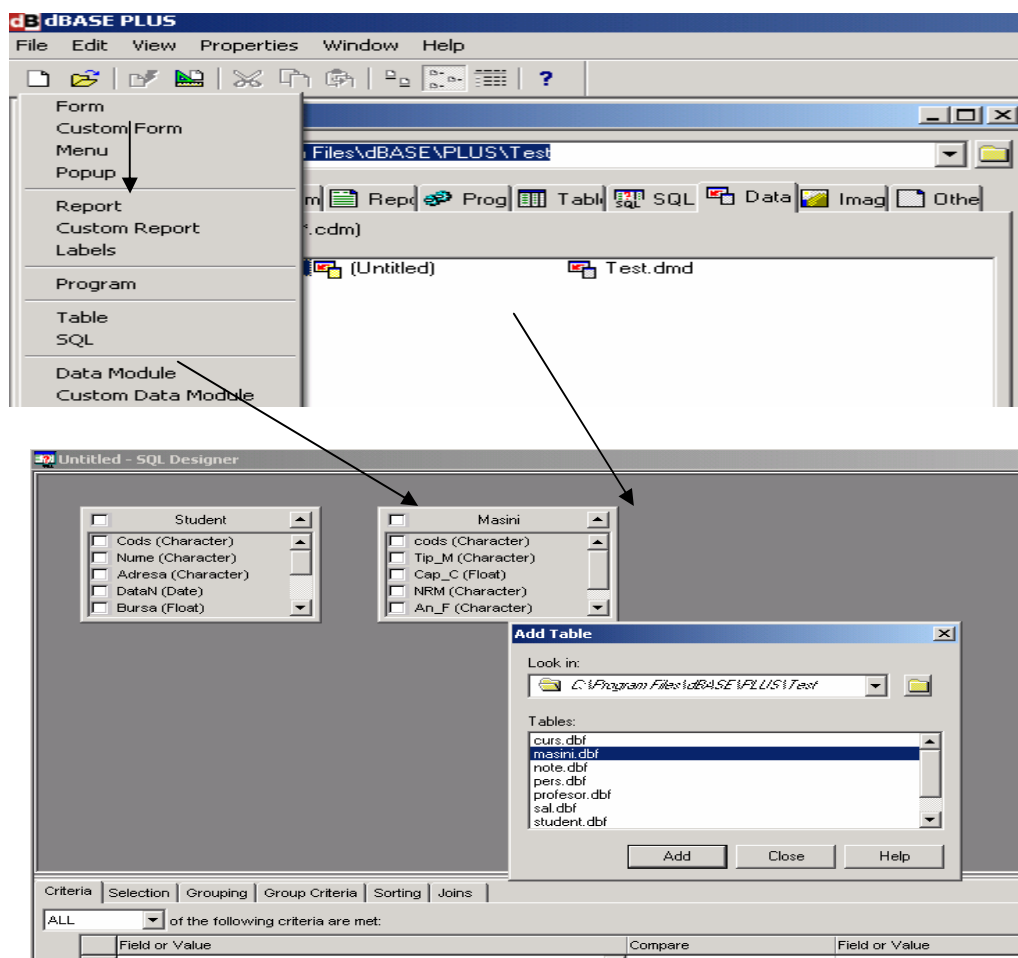 dB dBASE PLUS
File Edit View Properties Window Help
?
Form
Custom Form
Menu
Popup
Report
Custom Report
Labels
Program
Table
SQL
Data Module
Custom Data Module
Files\dBASE\PLUS\Test
m Repo Prog Table SQL Data Imag Othe
.cdm)
(Untitled) Test.dmd
Untitled - SQL Designer
Student
Cods (Character)
Nume (Character)
Adresa (Character)
DataN (Date)
Bursa (Float)
Masini
cods (Character)
Tip_M (Character)
Cap_C (Float)
NRM (Character)
An_F (Character)
Add Table
Look in:
C:\Program Files\dBASE\PLUS\Test
Tables:
curs.dbf
masini.dbf
note.dbf
pers.dbf
profesor.dbf
sal.dbf
student.dbf
Add Close Help
Criteria Selection Grouping Group Criteria Sorting Joins
ALL of the following criteria are met:
Field or Value Compare Field or Value